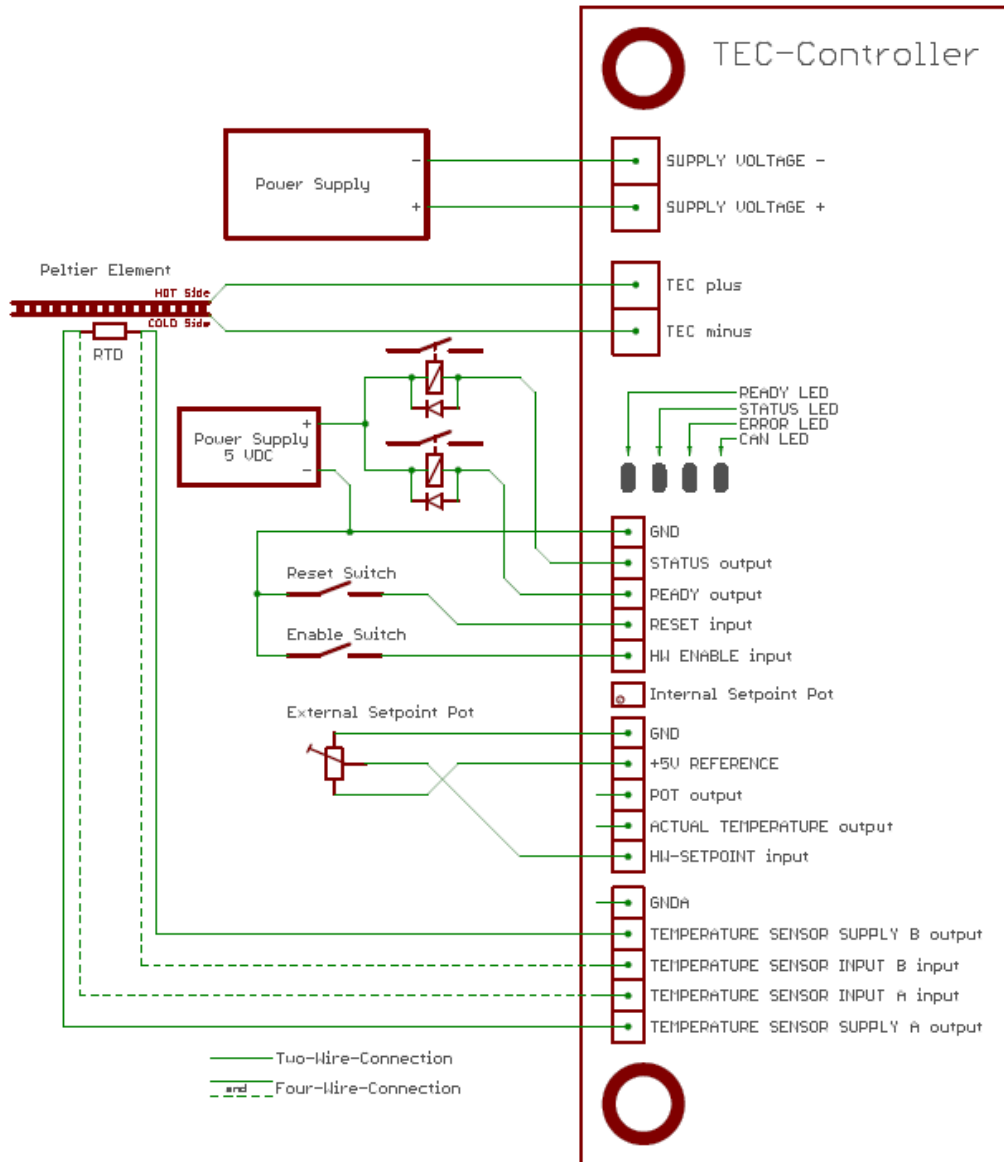 TEC-Controller
SUPPLY VOLTAGE -
Power Supply
-
+
SUPPLY VOLTAGE +
Peltier Element
HOT Side
COLD Side
RTD
TEC plus
TEC minus
READY LED
STATUS LED
ERROR LED
CAN LED
Power Supply
5 VDC
+
-
GND
STATUS output
READY output
RESET input
HW ENABLE input
Reset Switch
Enable Switch
Internal Setpoint Pot
External Setpoint Pot
GND
+5V REFERENCE
POT output
ACTUAL TEMPERATURE output
HW-SETPOINT input
GNDA
TEMPERATURE SENSOR SUPPLY B output
TEMPERATURE SENSOR INPUT B input
TEMPERATURE SENSOR INPUT A input
TEMPERATURE SENSOR SUPPLY A output
Two-Wire-Connection
and Four-Wire-Connection